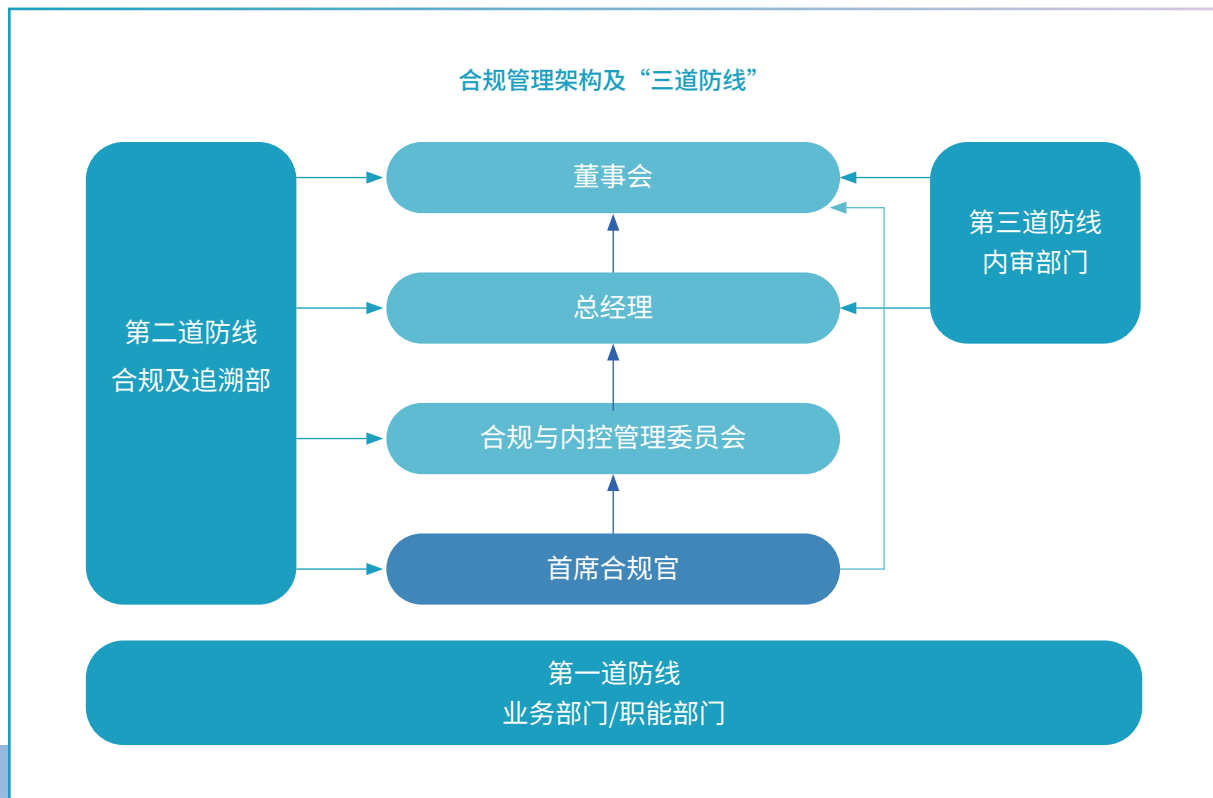 合规管理架构及“三道防线”
董事会
总经理
合规与内控管理委员会
首席合规官
第二道防线
合规及追溯部
第三道防线
内审部门
第一道防线
业务部门/职能部门